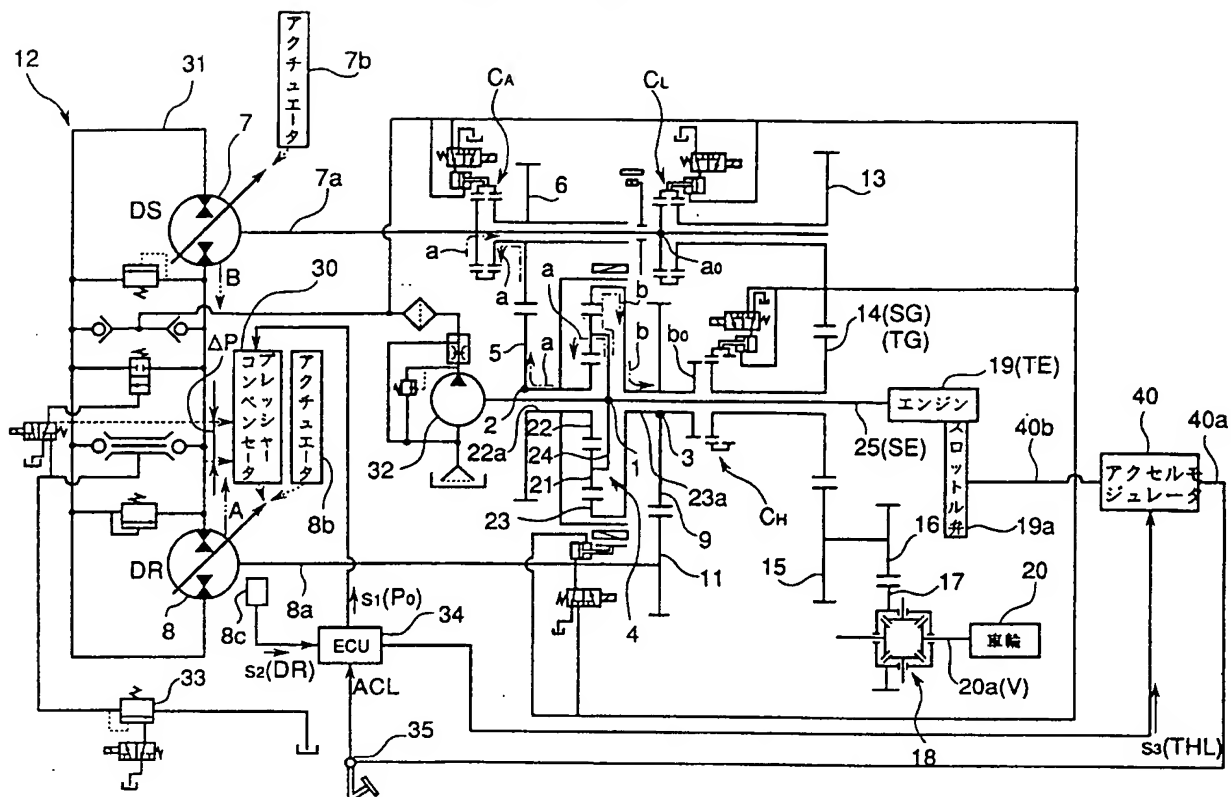 12
31
アクチュエータ
7b
7
DS
7a
CA
CL
6
13
B
30
a
a
a
b
a0
b
b0
14(SG)
(TG)
ΔP
プレッシャー
コンペンセータ
アクチュエータ
5
a
2
22a
22
24
21
23
1
3
23a
19(TE)
エンジン
25(SE)
スロットル弁
19a
40
40a
40b
アクセルモ
ジュレータ
32
8b
CH
9
11
4
A
DR
8
8a
8c
S1(P0)
34
ECU
S2(DR)
ACL
33
35
15
16
17
20
車輪
20a(V)
18
S3(THL)